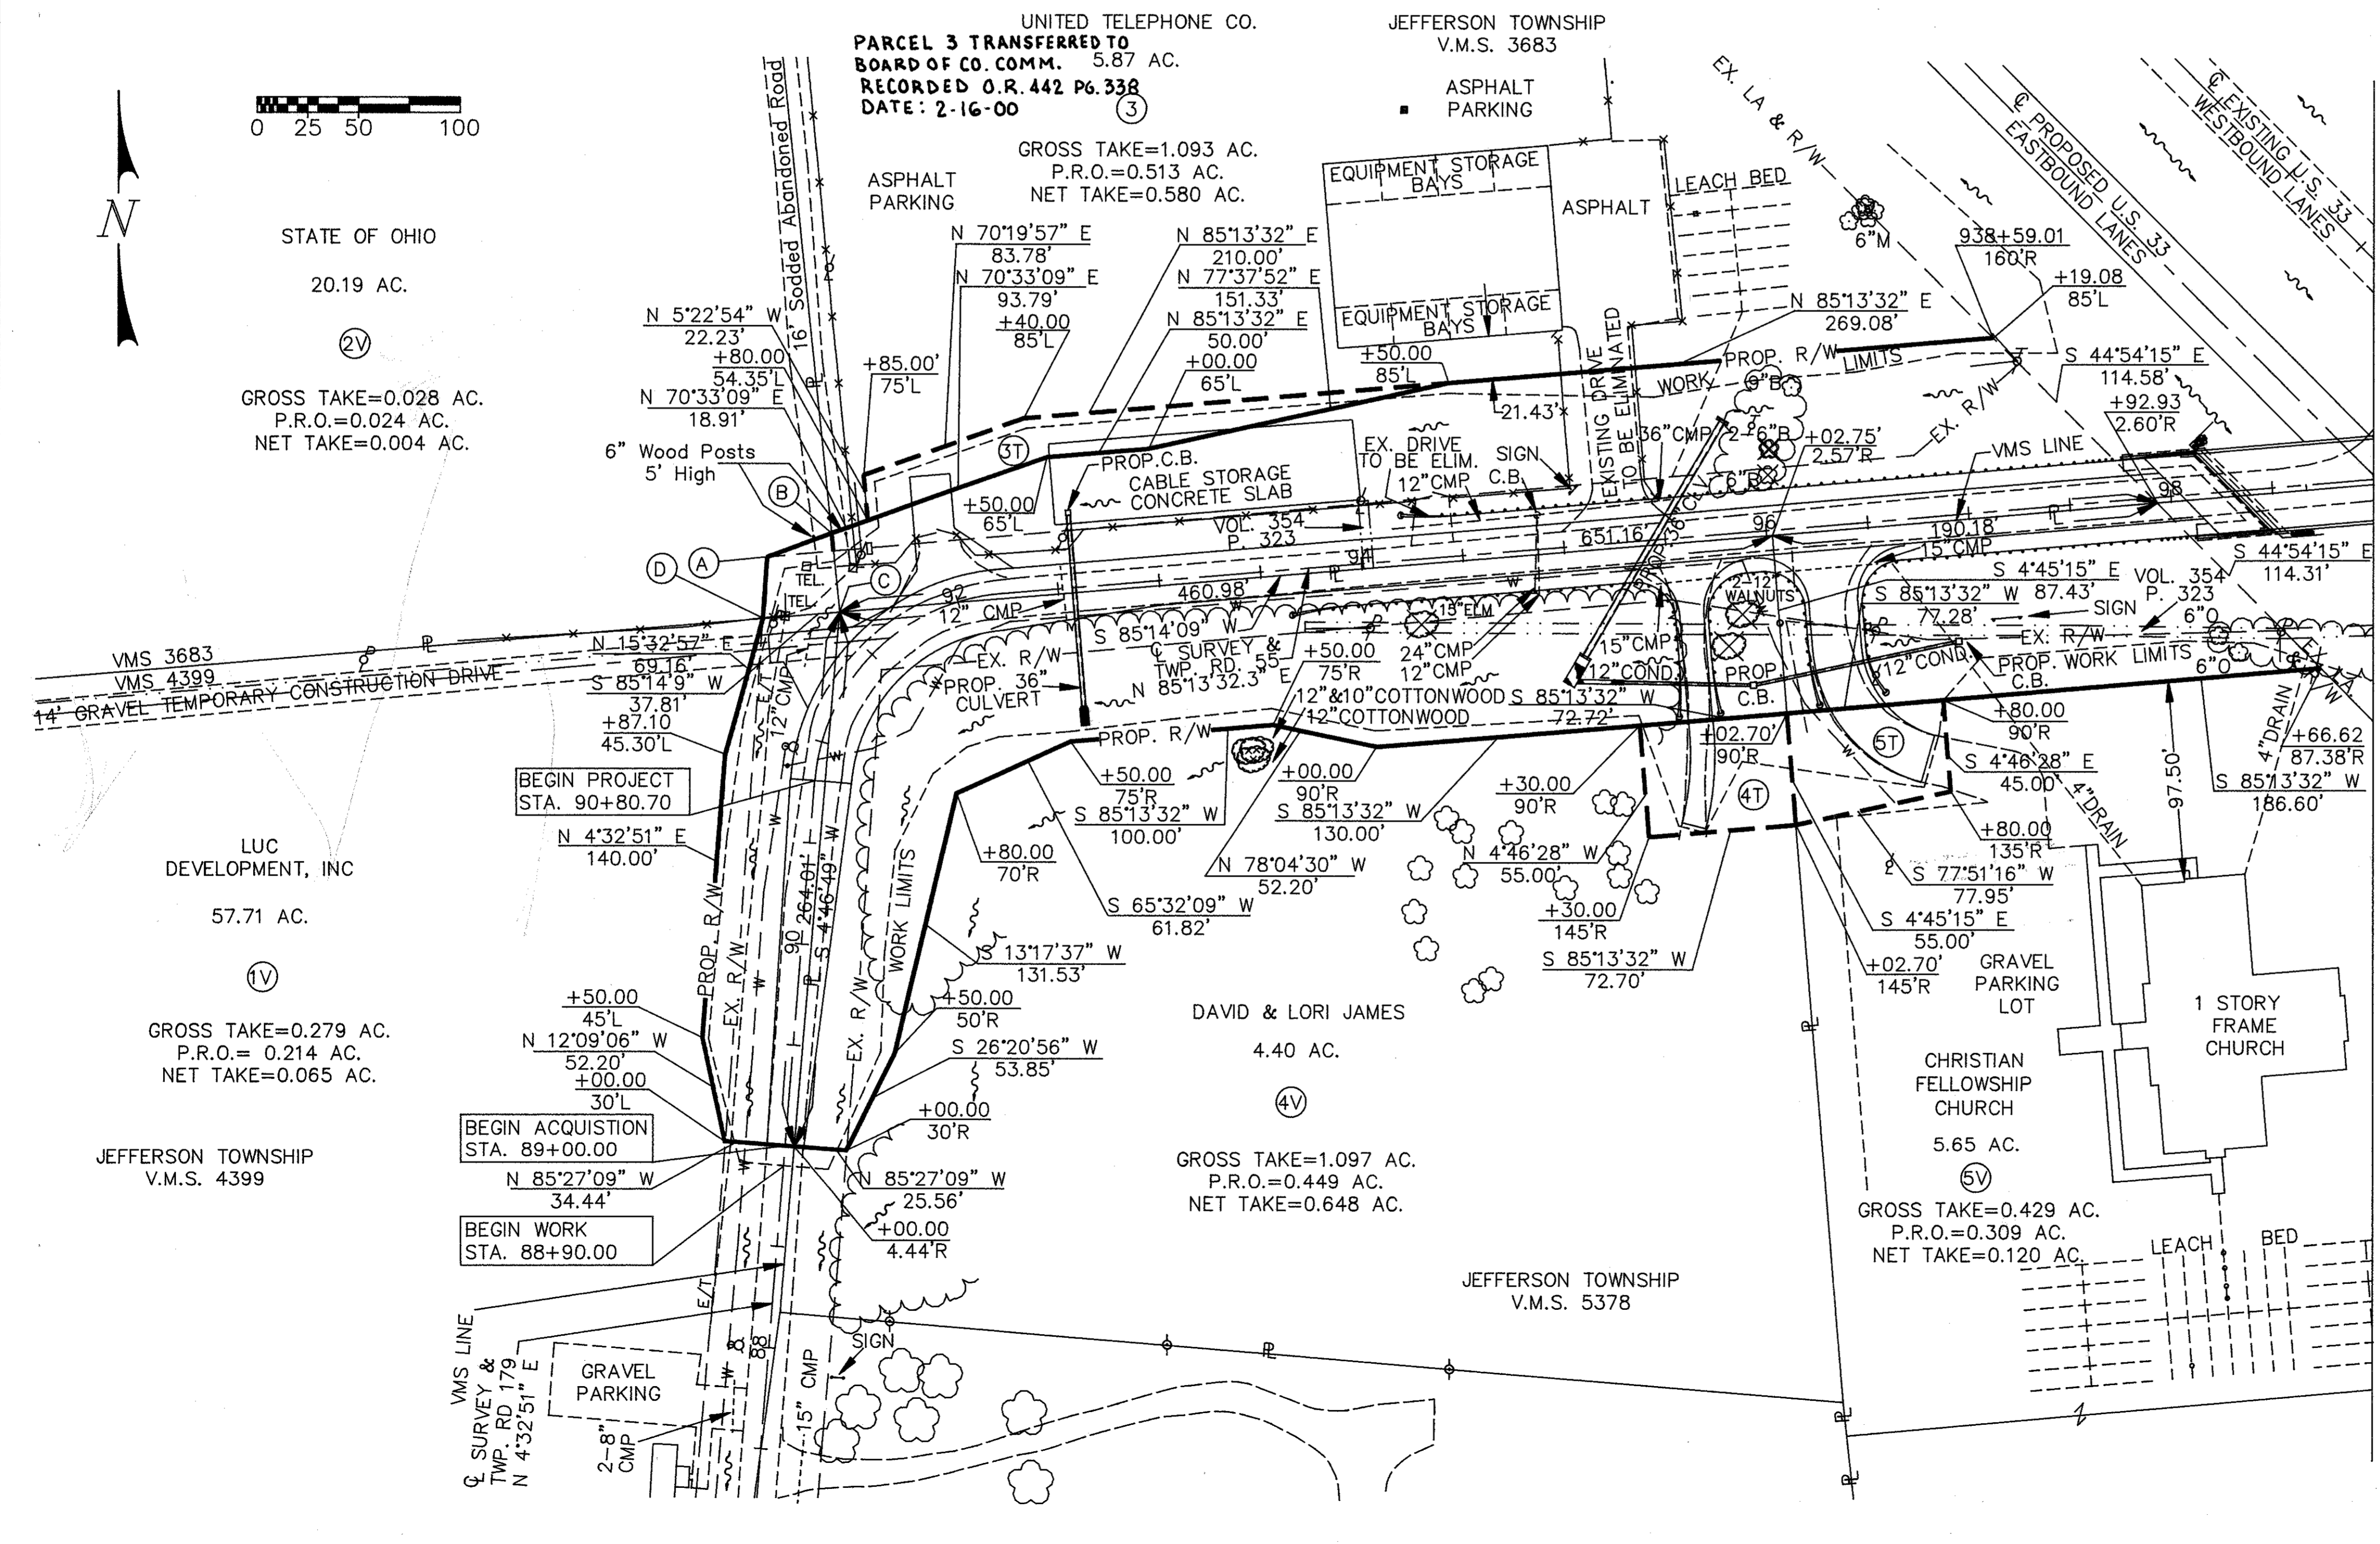 UNITED TELEPHONE CO.
PARCEL 3 TRANSFERRED TO
BOARD OF CO. COMM.
5.87 AC.
RECORDED O.R. 442 PG. 338
DATE: 2-16-00
3
GROSS TAKE=1.093 AC.
P.R.O.=0.513 AC.
NET TAKE=0.580 AC.
JEFFERSON TOWNSHIP
V.M.S. 3683
ASPHALT
PARKING
0 25 50 100
N
STATE OF OHIO
20.19 AC.
2V
GROSS TAKE=0.028 AC.
P.R.O.=0.024 AC.
NET TAKE=0.004 AC.
16' Sodded Abandoned Road
ASPHALT
PARKING
EQUIPMENT STORAGE
BAYS
EQUIPMENT STORAGE
BAYS
ASPHALT
LEACH BED
EX. LA & R/W
6"M
℄ PROPOSED U.S. 33
EASTBOUND LANES
℄ EXISTING U.S. 33
WESTBOUND LANES
938+59.01
160'R
+19.08
85'L
N 70°19'57" E
83.78'
N 70°33'09" E
93.79'
+40.00
85'L
N 85°13'32" E
210.00'
N 77°37'52" E
151.33'
N 85°13'32" E
50.00'
+00.00
65'L
+50.00
85'L
N 85°13'32" E
269.08'
N 5°22'54" W
22.23'
+80.00
54.35'L
N 70°33'09" E
18.91'
+85.00'
75'L
6" Wood Posts
5' High
B
A
D
C
3T
+50.00
65'L
PROP. C.B.
CABLE STORAGE
CONCRETE SLAB
VOL. 354
P. 323
EX. DRIVE
TO BE ELIM.
12"CMP
SIGN
C.B.
21.43'
EXISTING DRIVE
TO BE ELIMINATED
PROP. R/W
WORK LIMITS
9"B
36"CMP
2-6"B
6"B
+02.75'
2.57'R
EX. R/W
S 44°54'15" E
114.58'
+92.93
2.60'R
VMS LINE
98
96
94
92
651.16'
190.18'
15"CMP
S 44°54'15" E
114.31'
TEL.
TEL.
12" CMP
460.98'
S 85°14'09" W
℄ SURVEY &
TWP. RD. 55
N 85°13'32.3" E
15"ELM
24"CMP
12"CMP
+50.00
75'R
PROP. 36" C
15"CMP
12"COND.
PROP
C.B.
2-12"
WALNUTS
S 4°45'15" E
87.43'
S 85°13'32" W
77.28'
VOL. 354
P. 323
SIGN
EX. R/W
6"O
6"O
12"COND.
PROP. WORK LIMITS
PROP.
C.B.
VMS 3683
VMS 4399
14' GRAVEL TEMPORARY CONSTRUCTION DRIVE
N 15°32'57" E
69.16'
S 85°14'9" W
37.81'
+87.10
45.30'L
12"CMP
EX. R/W
PROP. 36"
CULVERT
12"&10"COTTONWOOD
12"COTTONWOOD
S 85°13'32" W
72.72'
BEGIN PROJECT
STA. 90+80.70
N 4°32'51" E
140.00'
PROP. R/W
+50.00
75'R
+00.00
90'R
S 85°13'32" W
100.00'
S 85°13'32" W
130.00'
+30.00
90'R
+02.70'
90'R
4T
5T
+80.00
90'R
S 4°46'28" E
45.00'
4"DRAIN
4"DRAIN
97.50'
+66.62
87.38'R
S 85°13'32" W
186.60'
+80.00
70'R
N 78°04'30" W
52.20'
S 65°32'09" W
61.82'
N 4°46'28" W
55.00'
+30.00
145'R
S 85°13'32" W
72.70'
+80.00
135'R
S 77°51'16" W
77.95'
S 4°45'15" E
55.00'
+02.70'
145'R
LUC
DEVELOPMENT, INC
57.71 AC.
1V
GROSS TAKE=0.279 AC.
P.R.O.= 0.214 AC.
NET TAKE=0.065 AC.
JEFFERSON TOWNSHIP
V.M.S. 4399
PROP. R/W
EX. R/W
90
264.01'
S 4°46'49" W
EX. R/W
WORK LIMITS
S 13°17'37" W
131.53'
+50.00
45'L
N 12°09'06" W
52.20'
+00.00
30'L
+50.00
50'R
S 26°20'56" W
53.85'
+00.00
30'R
BEGIN ACQUISTION
STA. 89+00.00
N 85°27'09" W
34.44'
N 85°27'09" W
25.56'
BEGIN WORK
STA. 88+90.00
+00.00
4.44'R
DAVID & LORI JAMES
4.40 AC.
4V
GROSS TAKE=1.097 AC.
P.R.O.=0.449 AC.
NET TAKE=0.648 AC.
JEFFERSON TOWNSHIP
V.M.S. 5378
GRAVEL
PARKING
LOT
1 STORY
FRAME
CHURCH
CHRISTIAN
FELLOWSHIP
CHURCH
5.65 AC.
5V
GROSS TAKE=0.429 AC.
P.R.O.=0.309 AC.
NET TAKE=0.120 AC.
LEACH BED
E/T
VMS LINE
℄ SURVEY &
TWP. RD 179
N 4°32'51" E
GRAVEL
PARKING
2-8"
CMP
88
15" CMP
SIGN